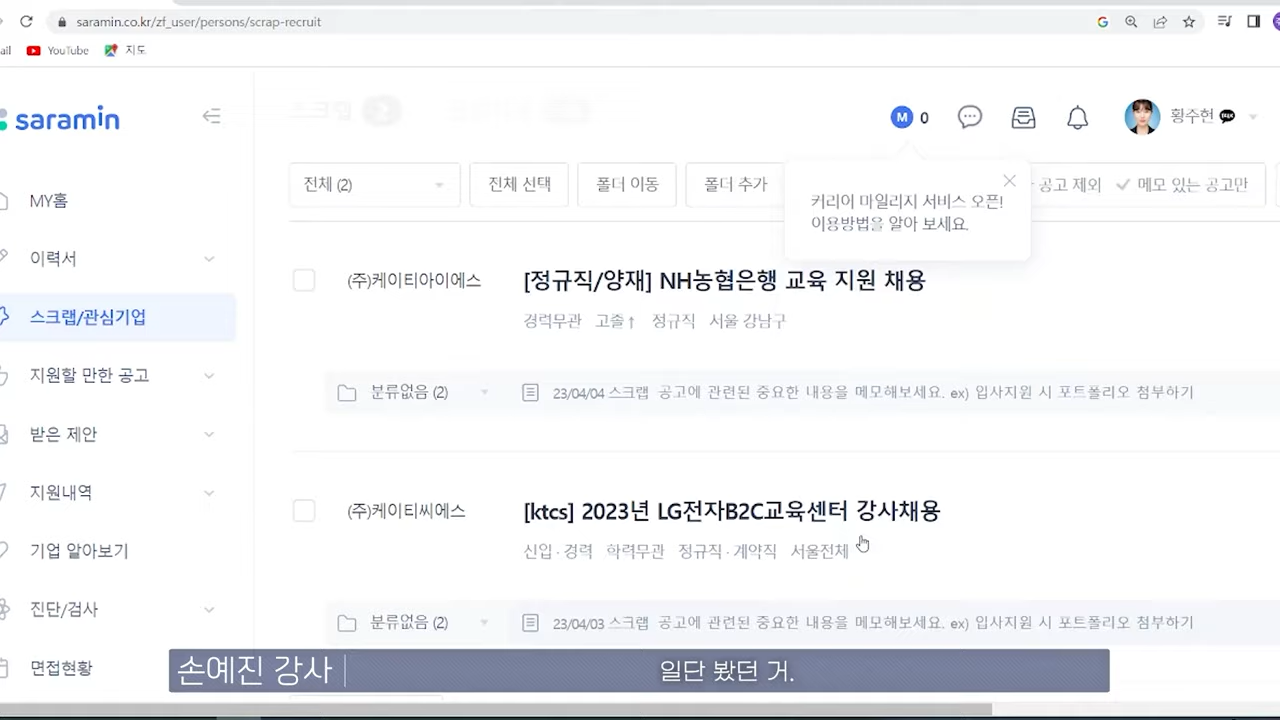 saramin.co.kr/zf_user/persons/scrap-recruit
ail YouTube 지도
saramin
M 0 황주현
전체 (2) 전체 선택 폴더 이동 폴더 추가 공고 제외 메모 있는 공고만
커리어 마일리지 서비스 오픈!
이용방법을 알아 보세요.
MY홈
이력서
스크랩/관심기업
지원할 만한 공고
받은 제안
지원내역
기업 알아보기
진단/검사
면접현황
(주)케이티아이에스 [정규직/양재] NH농협은행 교육 지원 채용
경력무관 고졸↑ 정규직 서울 강남구
분류없음 (2) 23/04/04 스크랩 공고에 관련된 중요한 내용을 메모해보세요. ex) 입사지원 시 포트폴리오 첨부하기
(주)케이티씨에스 [ktcs] 2023년 LG전자B2C교육센터 강사채용
신입 · 경력 학력무관 정규직 · 계약직 서울전체
분류없음 (2) 23/04/03 스크랩 공고에 관련된 중요한 내용을 메모해보세요. ex) 입사지원 시 포트폴리오 첨부하기
손예진 강사 일단 봤던 거.